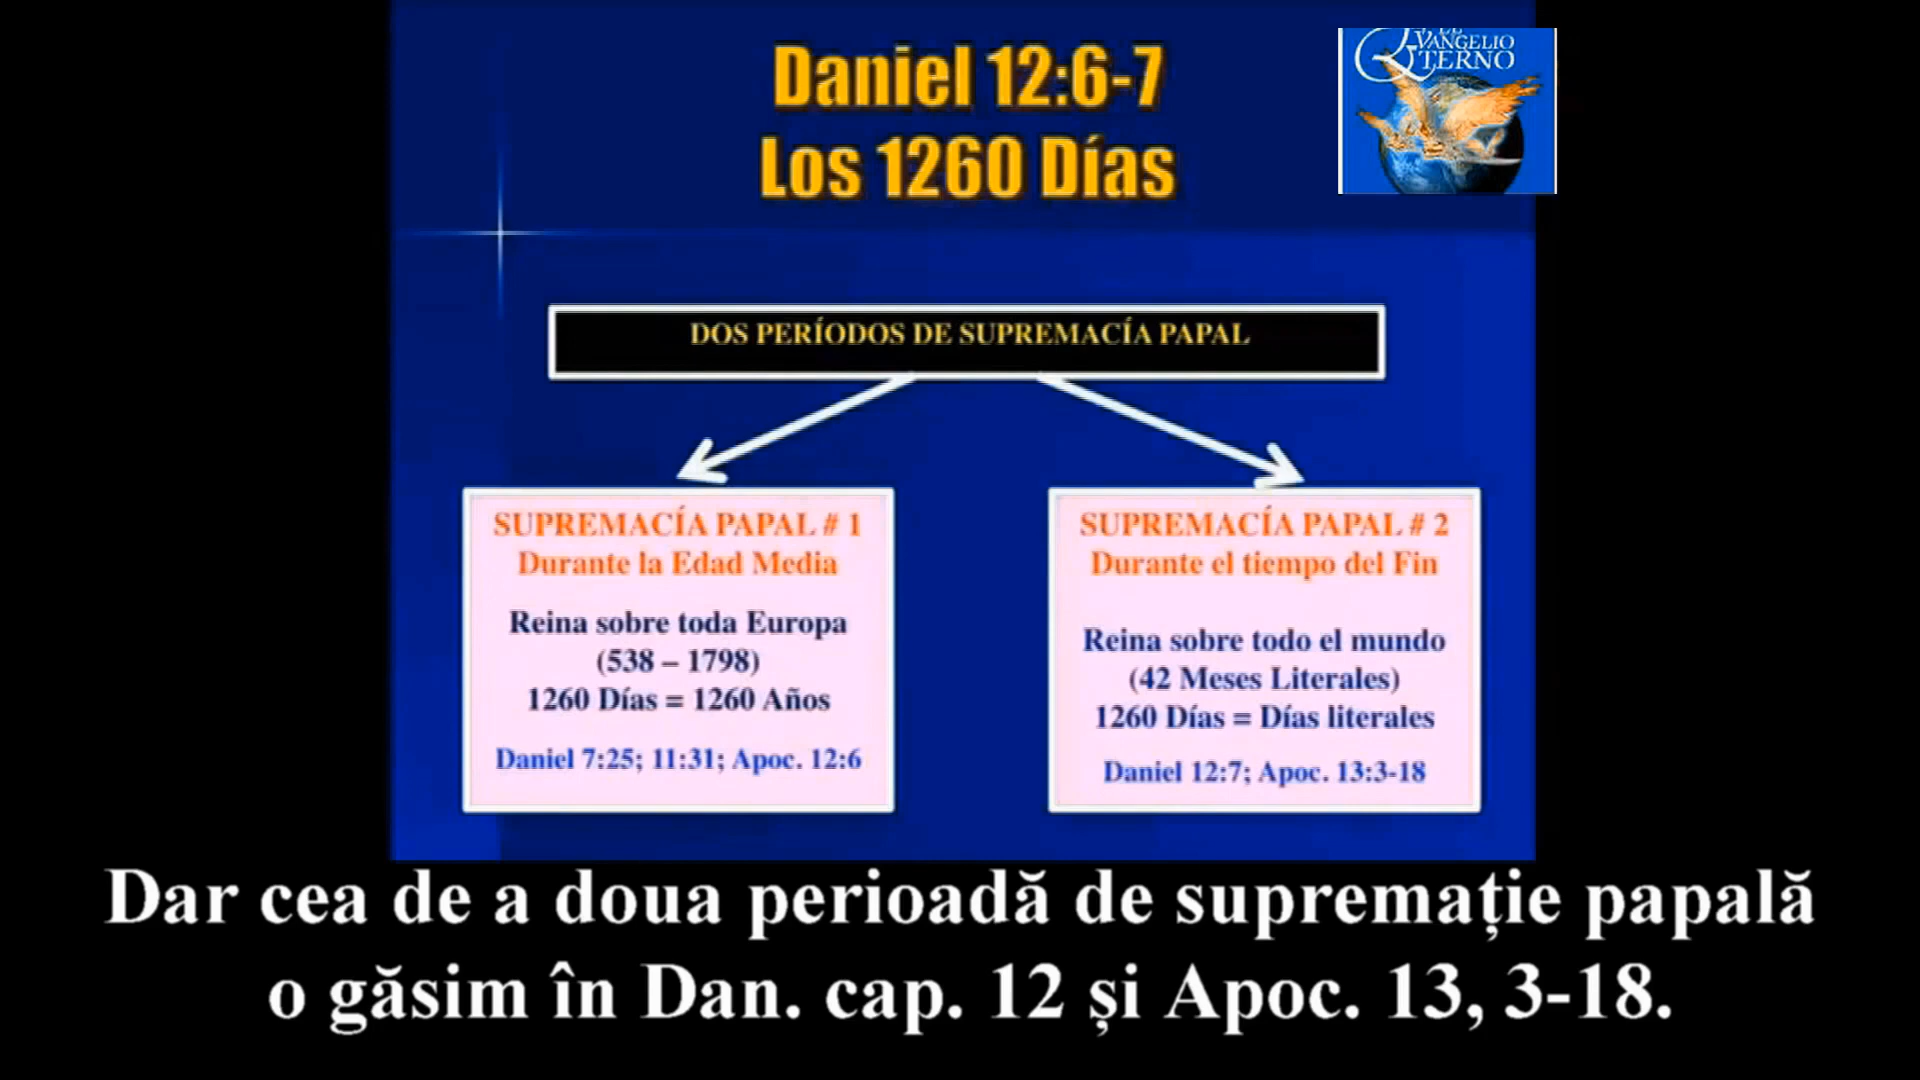 Daniel 12:6-7
Los 1260 Días
VANGELIO
TERNO
DOS PERÍODOS DE SUPREMACÍA PAPAL
SUPREMACÍA PAPAL # 1
Durante la Edad Media
Reina sobre toda Europa
(538 – 1798)
1260 Días = 1260 Años
Daniel 7:25; 11:31; Apoc. 12:6
SUPREMACÍA PAPAL # 2
Durante el tiempo del Fin
Reina sobre todo el mundo
(42 Meses Literales)
1260 Días = Días literales
Daniel 12:7; Apoc. 13:3-18
Dar cea de a doua perioadă de supremație papală
o găsim în Dan. cap. 12 și Apoc. 13, 3-18.